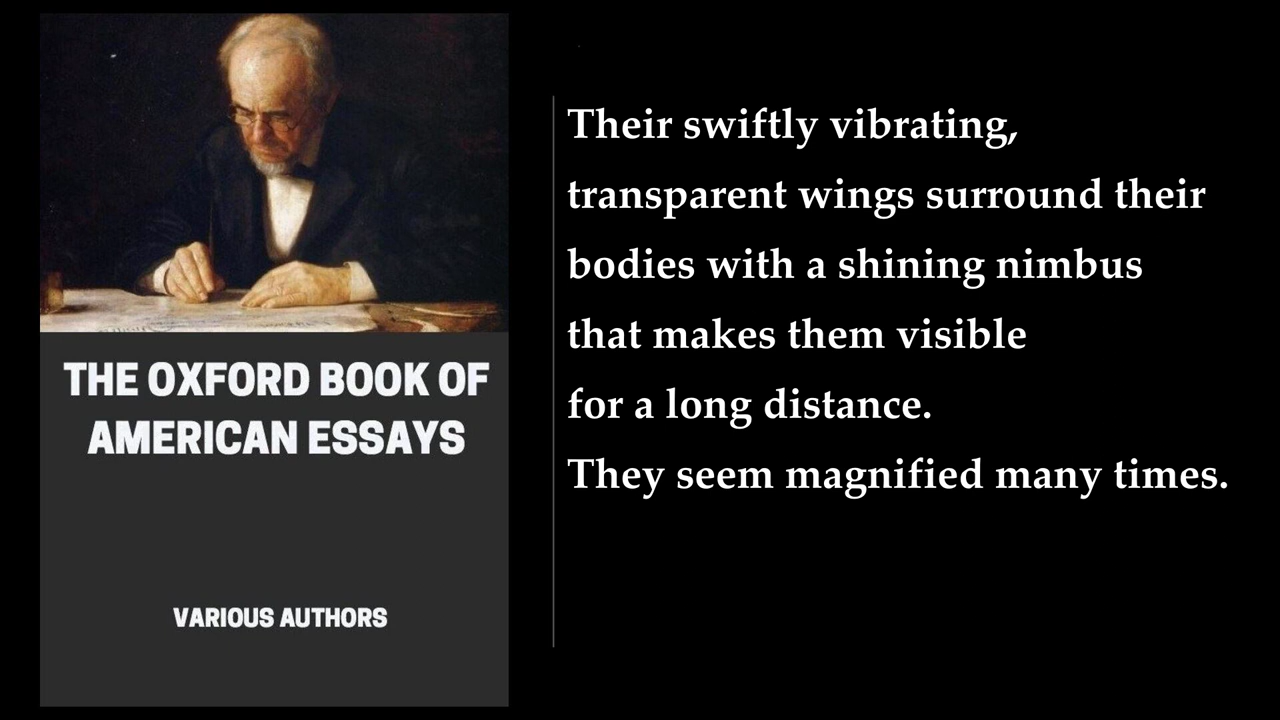 THE OXFORD BOOK OF
AMERICAN ESSAYS
VARIOUS AUTHORS
Their swiftly vibrating,
transparent wings surround their
bodies with a shining nimbus
that makes them visible
for a long distance.
They seem magnified many times.